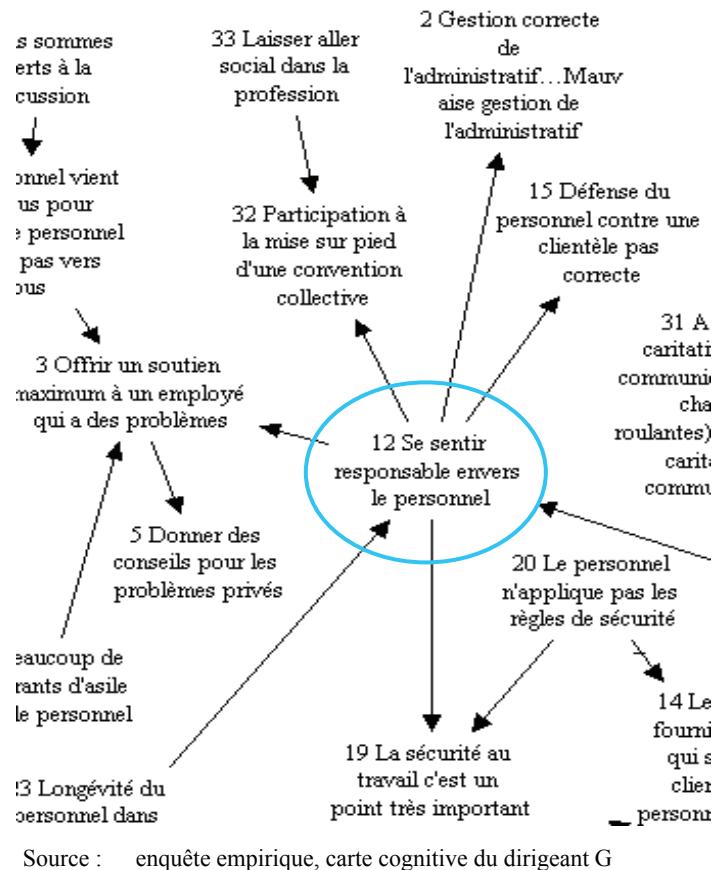 s sommes
erts à la
cussion
33 Laisser aller
social dans la
profession
2 Gestion correcte
de
l'administratif…Mauv
aise gestion de
l'administratif
onnel vient
us pour
e personnel
pas vers
ous
32 Participation à
la mise sur pied
d'une convention
collective
15 Défense du
personnel contre une
clientèle pas
correcte
31 A
caritati
communi
cha
roulantes)
carita
commu
3 Offrir un soutien
maximum à un employé
qui a des problèmes
12 Se sentir
responsable envers
le personnel
5 Donner des
conseils pour les
problèmes privés
20 Le personnel
n'applique pas les
règles de sécurité
eaucoup de
rants d'asile
le personnel
14 Le
fourni
qui s
clien
personn
23 Longévité du
personnel dans
19 La sécurité au
travail c'est un
point très important
Source : enquête empirique, carte cognitive du dirigeant G